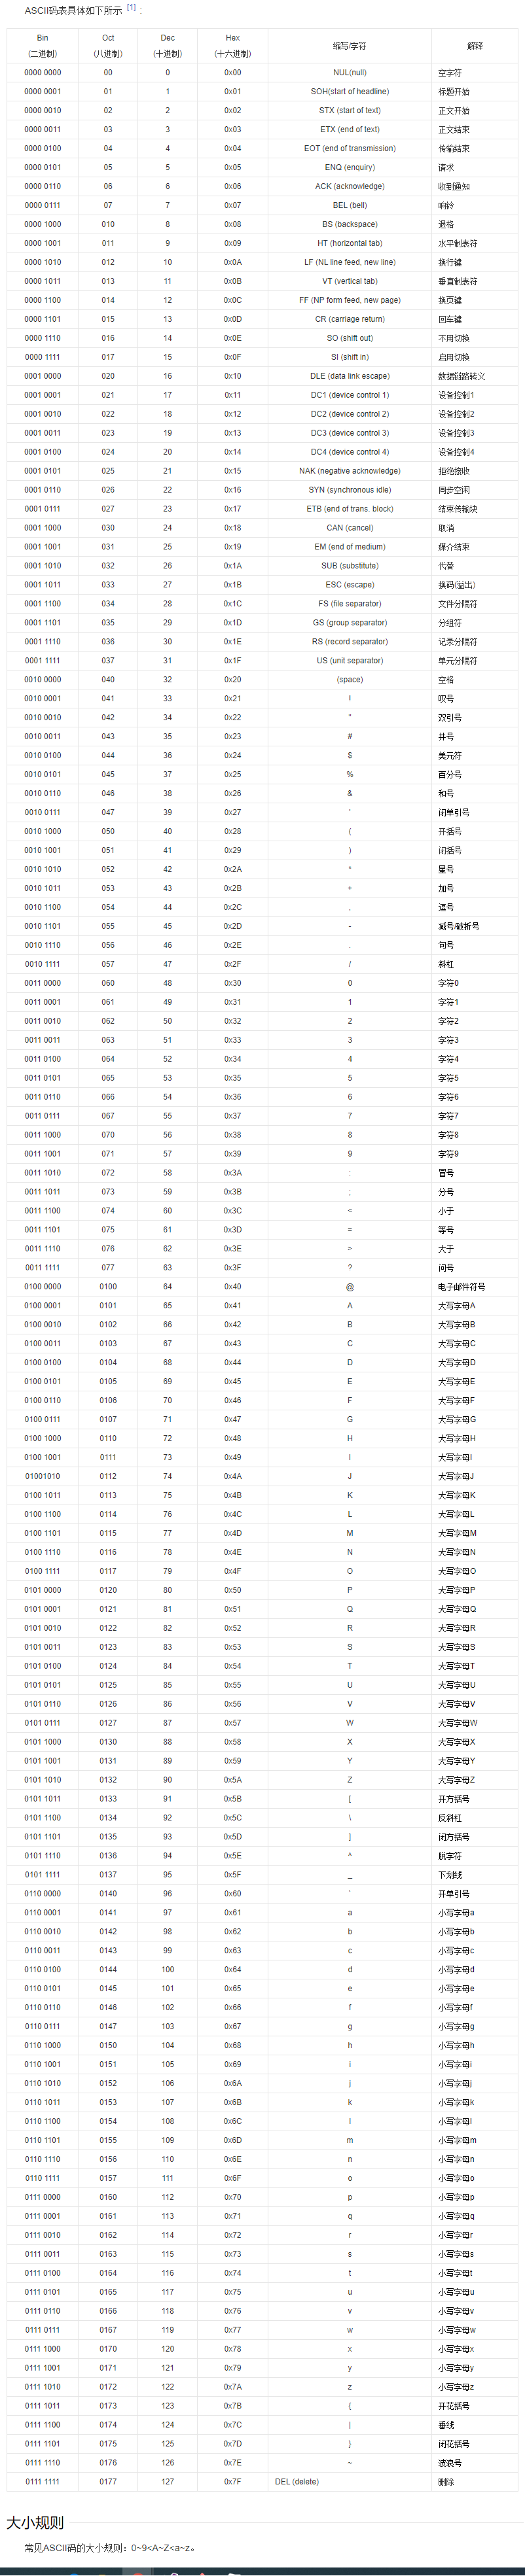 ASCII码表具体如下所示 [1] :
Bin (二进制) Oct (八进制) Dec (十进制) Hex (十六进制) 缩写/字符 解释
0000 0000 00 0 0x00 NUL(null) 空字符
0000 0001 01 1 0x01 SOH(start of headline) 标题开始
0000 0010 02 2 0x02 STX (start of text) 正文开始
0000 0011 03 3 0x03 ETX (end of text) 正文结束
0000 0100 04 4 0x04 EOT (end of transmission) 传输结束
0000 0101 05 5 0x05 ENQ (enquiry) 请求
0000 0110 06 6 0x06 ACK (acknowledge) 收到通知
0000 0111 07 7 0x07 BEL (bell) 响铃
0000 1000 010 8 0x08 BS (backspace) 退格
0000 1001 011 9 0x09 HT (horizontal tab) 水平制表符
0000 1010 012 10 0x0A LF (NL line feed, new line) 换行键
0000 1011 013 11 0x0B VT (vertical tab) 垂直制表符
0000 1100 014 12 0x0C FF (NP form feed, new page) 换页键
0000 1101 015 13 0x0D CR (carriage return) 回车键
0000 1110 016 14 0x0E SO (shift out) 不用切换
0000 1111 017 15 0x0F SI (shift in) 启用切换
0001 0000 020 16 0x10 DLE (data link escape) 数据链路转义
0001 0001 021 17 0x11 DC1 (device control 1) 设备控制1
0001 0010 022 18 0x12 DC2 (device control 2) 设备控制2
0001 0011 023 19 0x13 DC3 (device control 3) 设备控制3
0001 0100 024 20 0x14 DC4 (device control 4) 设备控制4
0001 0101 025 21 0x15 NAK (negative acknowledge) 拒绝接收
0001 0110 026 22 0x16 SYN (synchronous idle) 同步空闲
0001 0111 027 23 0x17 ETB (end of trans. block) 结束传输块
0001 1000 030 24 0x18 CAN (cancel) 取消
0001 1001 031 25 0x19 EM (end of medium) 媒介结束
0001 1010 032 26 0x1A SUB (substitute) 代替
0001 1011 033 27 0x1B ESC (escape) 换码(溢出)
0001 1100 034 28 0x1C FS (file separator) 文件分隔符
0001 1101 035 29 0x1D GS (group separator) 分组符
0001 1110 036 30 0x1E RS (record separator) 记录分隔符
0001 1111 037 31 0x1F US (unit separator) 单元分隔符
0010 0000 040 32 0x20 (space) 空格
0010 0001 041 33 0x21 ! 叹号
0010 0010 042 34 0x22 " 双引号
0010 0011 043 35 0x23 # 井号
0010 0100 044 36 0x24 $ 美元符
0010 0101 045 37 0x25 % 百分号
0010 0110 046 38 0x26 & 和号
0010 0111 047 39 0x27 ' 闭单引号
0010 1000 050 40 0x28 ( 开括号
0010 1001 051 41 0x29 ) 闭括号
0010 1010 052 42 0x2A * 星号
0010 1011 053 43 0x2B + 加号
0010 1100 054 44 0x2C , 逗号
0010 1101 055 45 0x2D - 减号/破折号
0010 1110 056 46 0x2E . 句号
0010 1111 057 47 0x2F / 斜杠
0011 0000 060 48 0x30 0 字符0
0011 0001 061 49 0x31 1 字符1
0011 0010 062 50 0x32 2 字符2
0011 0011 063 51 0x33 3 字符3
0011 0100 064 52 0x34 4 字符4
0011 0101 065 53 0x35 5 字符5
0011 0110 066 54 0x36 6 字符6
0011 0111 067 55 0x37 7 字符7
0011 1000 070 56 0x38 8 字符8
0011 1001 071 57 0x39 9 字符9
0011 1010 072 58 0x3A : 冒号
0011 1011 073 59 0x3B ; 分号
0011 1100 074 60 0x3C < 小于
0011 1101 075 61 0x3D = 等号
0011 1110 076 62 0x3E > 大于
0011 1111 077 63 0x3F ? 问号
0100 0000 0100 64 0x40 @ 电子邮件符号
0100 0001 0101 65 0x41 A 大写字母A
0100 0010 0102 66 0x42 B 大写字母B
0100 0011 0103 67 0x43 C 大写字母C
0100 0100 0104 68 0x44 D 大写字母D
0100 0101 0105 69 0x45 E 大写字母E
0100 0110 0106 70 0x46 F 大写字母F
0100 0111 0107 71 0x47 G 大写字母G
0100 1000 0110 72 0x48 H 大写字母H
0100 1001 0111 73 0x49 I 大写字母I
01001010 0112 74 0x4A J 大写字母J
0100 1011 0113 75 0x4B K 大写字母K
0100 1100 0114 76 0x4C L 大写字母L
0100 1101 0115 77 0x4D M 大写字母M
0100 1110 0116 78 0x4E N 大写字母N
0100 1111 0117 79 0x4F O 大写字母O
0101 0000 0120 80 0x50 P 大写字母P
0101 0001 0121 81 0x51 Q 大写字母Q
0101 0010 0122 82 0x52 R 大写字母R
0101 0011 0123 83 0x53 S 大写字母S
0101 0100 0124 84 0x54 T 大写字母T
0101 0101 0125 85 0x55 U 大写字母U
0101 0110 0126 86 0x56 V 大写字母V
0101 0111 0127 87 0x57 W 大写字母W
0101 1000 0130 88 0x58 X 大写字母X
0101 1001 0131 89 0x59 Y 大写字母Y
0101 1010 0132 90 0x5A Z 大写字母Z
0101 1011 0133 91 0x5B [ 开方括号
0101 1100 0134 92 0x5C \ 反斜杠
0101 1101 0135 93 0x5D ] 闭方括号
0101 1110 0136 94 0x5E ^ 脱字符
0101 1111 0137 95 0x5F _ 下划线
0110 0000 0140 96 0x60 ` 开单引号
0110 0001 0141 97 0x61 a 小写字母a
0110 0010 0142 98 0x62 b 小写字母b
0110 0011 0143 99 0x63 c 小写字母c
0110 0100 0144 100 0x64 d 小写字母d
0110 0101 0145 101 0x65 e 小写字母e
0110 0110 0146 102 0x66 f 小写字母f
0110 0111 0147 103 0x67 g 小写字母g
0110 1000 0150 104 0x68 h 小写字母h
0110 1001 0151 105 0x69 i 小写字母i
0110 1010 0152 106 0x6A j 小写字母j
0110 1011 0153 107 0x6B k 小写字母k
0110 1100 0154 108 0x6C l 小写字母l
0110 1101 0155 109 0x6D m 小写字母m
0110 1110 0156 110 0x6E n 小写字母n
0110 1111 0157 111 0x6F o 小写字母o
0111 0000 0160 112 0x70 p 小写字母p
0111 0001 0161 113 0x71 q 小写字母q
0111 0010 0162 114 0x72 r 小写字母r
0111 0011 0163 115 0x73 s 小写字母s
0111 0100 0164 116 0x74 t 小写字母t
0111 0101 0165 117 0x75 u 小写字母u
0111 0110 0166 118 0x76 v 小写字母v
0111 0111 0167 119 0x77 w 小写字母w
0111 1000 0170 120 0x78 x 小写字母x
0111 1001 0171 121 0x79 y 小写字母y
0111 1010 0172 122 0x7A z 小写字母z
0111 1011 0173 123 0x7B { 开花括号
0111 1100 0174 124 0x7C | 垂线
0111 1101 0175 125 0x7D } 闭花括号
0111 1110 0176 126 0x7E ~ 波浪号
0111 1111 0177 127 0x7F DEL (delete) 删除
大小规则
常见ASCII码的大小规则：0~9<A~Z<a~z。